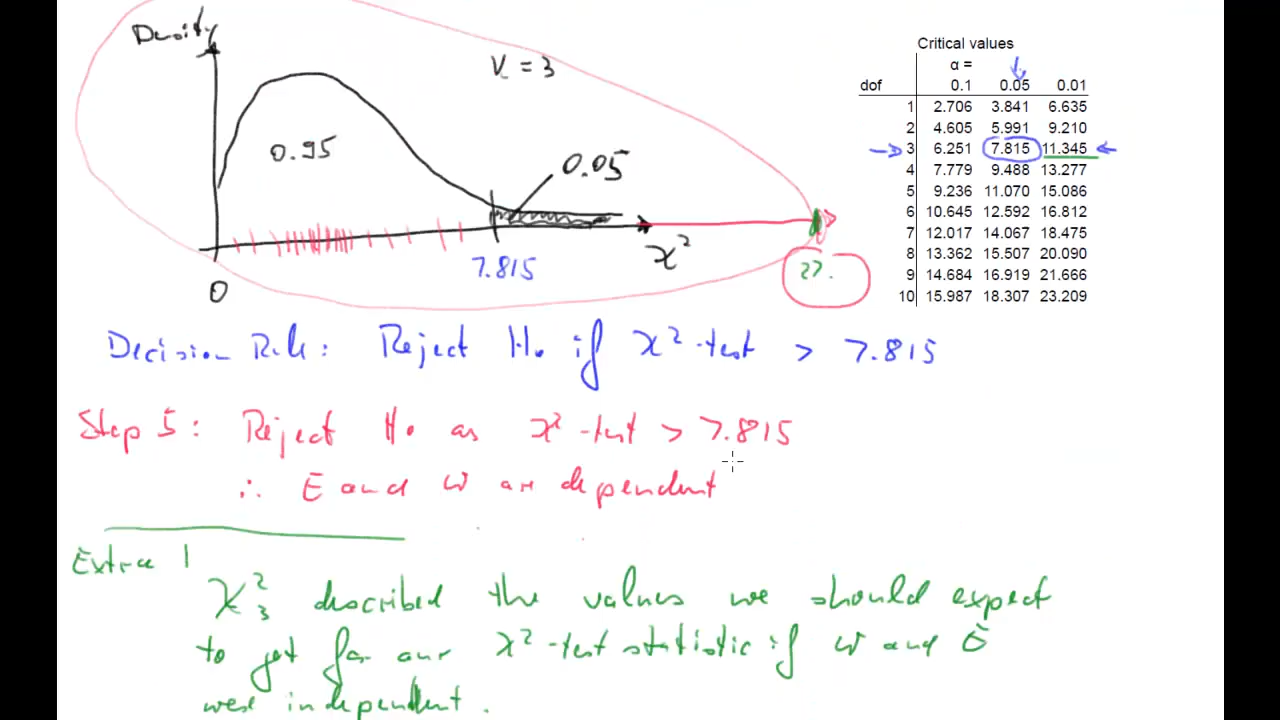 Density
V = 3
0.95
0.05
7.815
χ²
0
27.
Critical values
α =
dof 0.1 0.05 0.01
1 2.706 3.841 6.635
2 4.605 5.991 9.210
3 6.251 7.815 11.345
4 7.779 9.488 13.277
5 9.236 11.070 15.086
6 10.645 12.592 16.812
7 12.017 14.067 18.475
8 13.362 15.507 20.090
9 14.684 16.919 21.666
10 15.987 18.307 23.209
Decision Rule: Reject H₀ if χ²-test > 7.815
Step 5: Reject H₀ as χ²-test > 7.815
∴ E and W are dependent
Extra 1
χ²₃ described the values we should expect
to get for our χ²-test statistic if W and E
were independent.